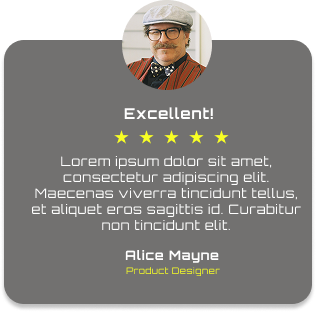 Excellent!
Lorem ipsum dolor sit amet,
consectetur adipiscing elit.
Maecenas viverra tincidunt tellus,
et aliquet eros sagittis id. Curabitur
non tincidunt elit.
Alice Mayne
Product Designer